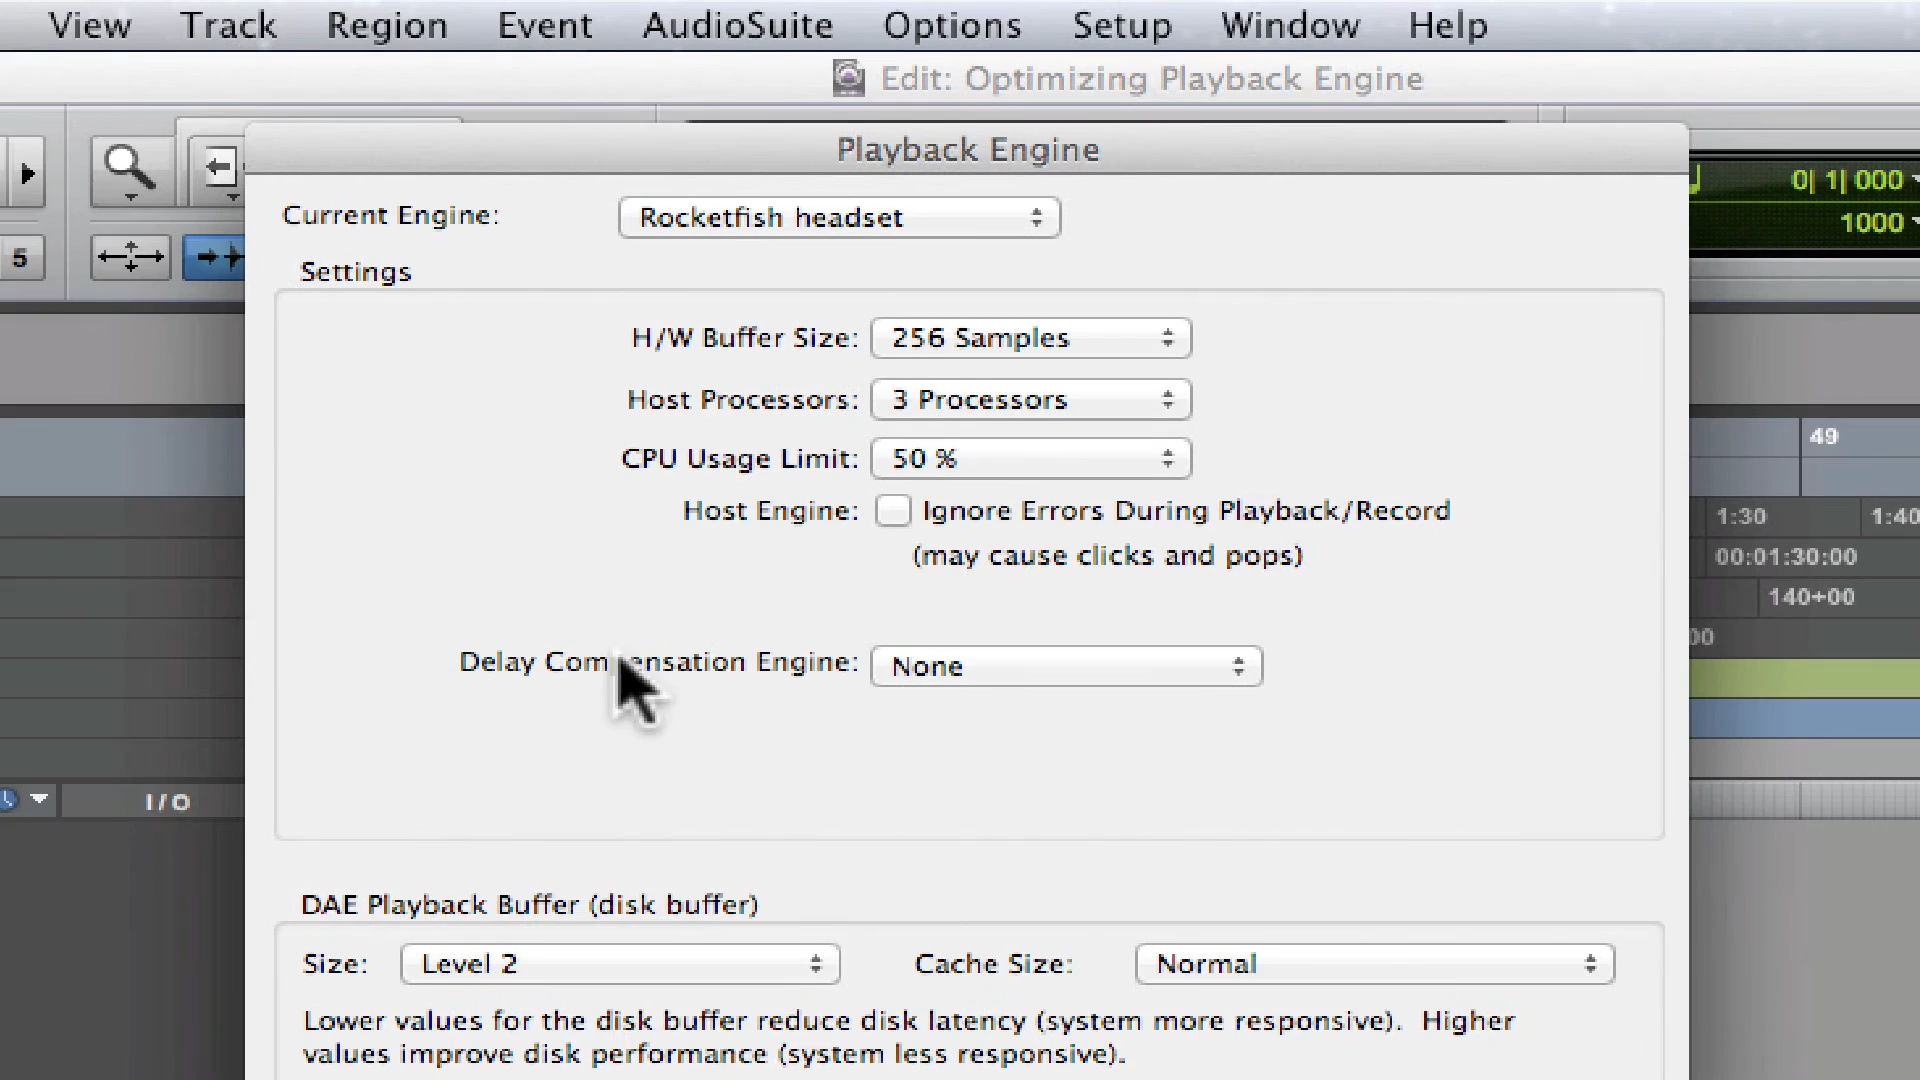 View Track Region Event AudioSuite Options Setup Window Help
Edit: Optimizing Playback Engine
Playback Engine
0| 1| 000
1000
5
Current Engine: Rocketfish headset
Settings
H/W Buffer Size: 256 Samples
Host Processors: 3 Processors
CPU Usage Limit: 50 %
Host Engine: Ignore Errors During Playback/Record
(may cause clicks and pops)
Delay Compensation Engine: None
49
1:30 1:40
00:01:30:00
140+00
00
I/O
DAE Playback Buffer (disk buffer)
Size: Level 2 Cache Size: Normal
Lower values for the disk buffer reduce disk latency (system more responsive). Higher
values improve disk performance (system less responsive).